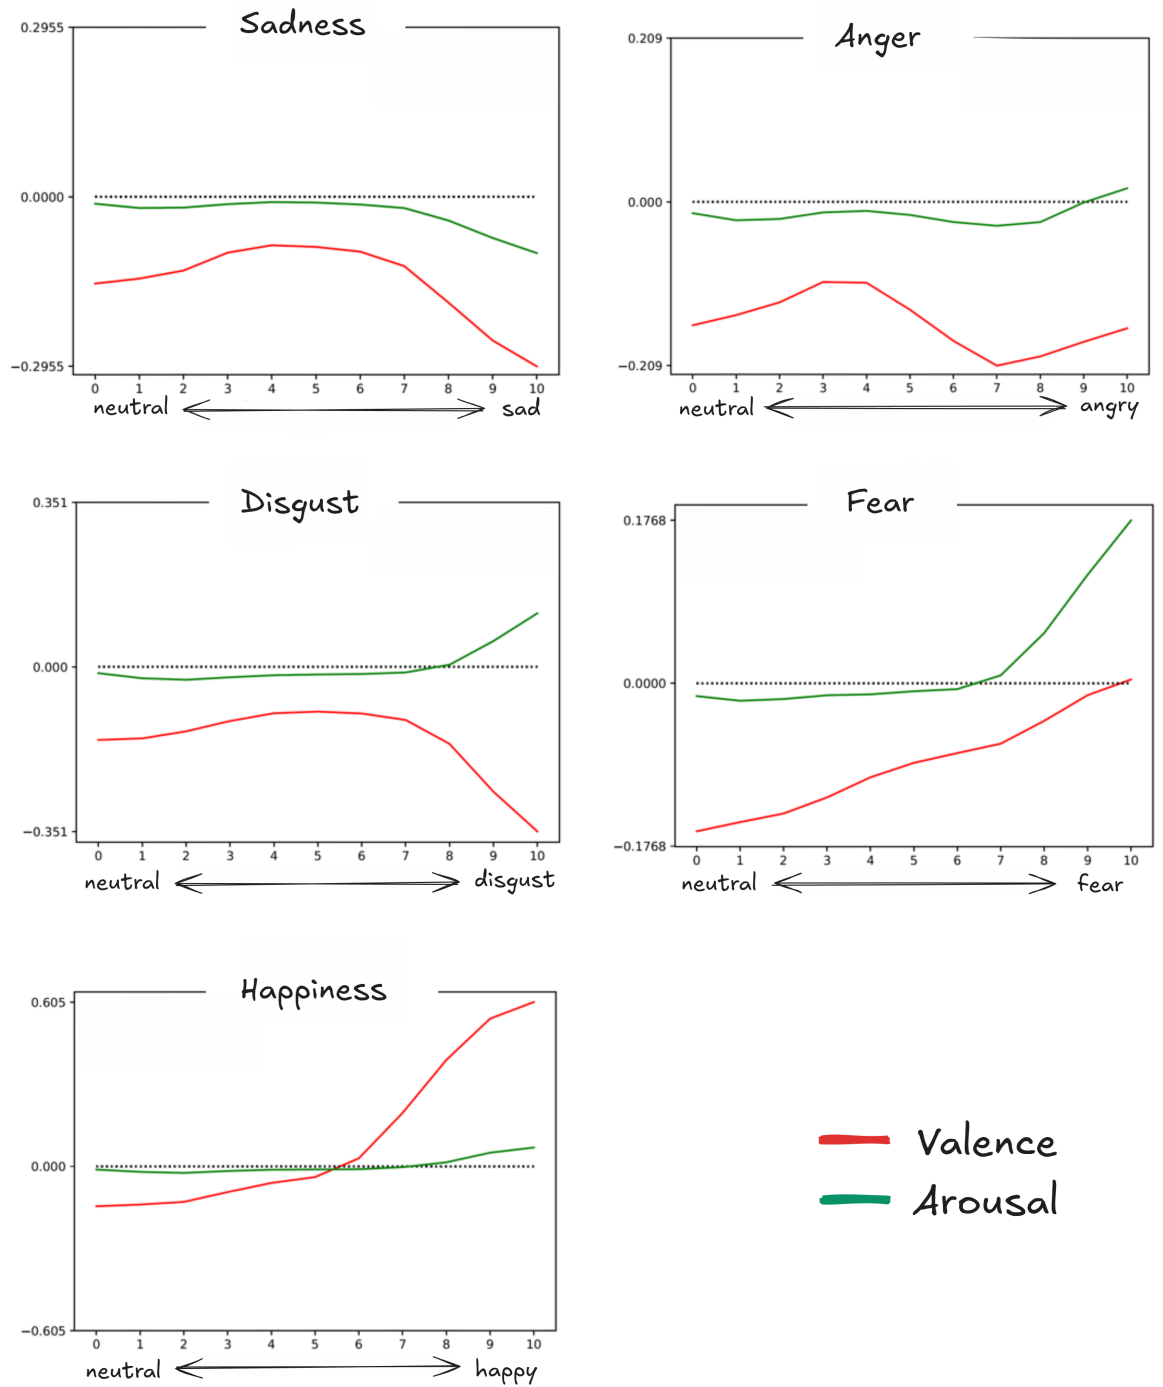 Sadness
0.2955
0.0000
−0.2955
0 1 2 3 4 5 6 7 8 9 10
neutral sad
Anger
0.209
0.000
−0.209
0 1 2 3 4 5 6 7 8 9 10
neutral angry
Disgust
0.351
0.000
−0.351
0 1 2 3 4 5 6 7 8 9 10
neutral disgust
Fear
0.1768
0.0000
−0.1768
0 1 2 3 4 5 6 7 8 9 10
neutral fear
Happiness
0.605
0.000
−0.605
0 1 2 3 4 5 6 7 8 9 10
neutral happy
Valence
Arousal